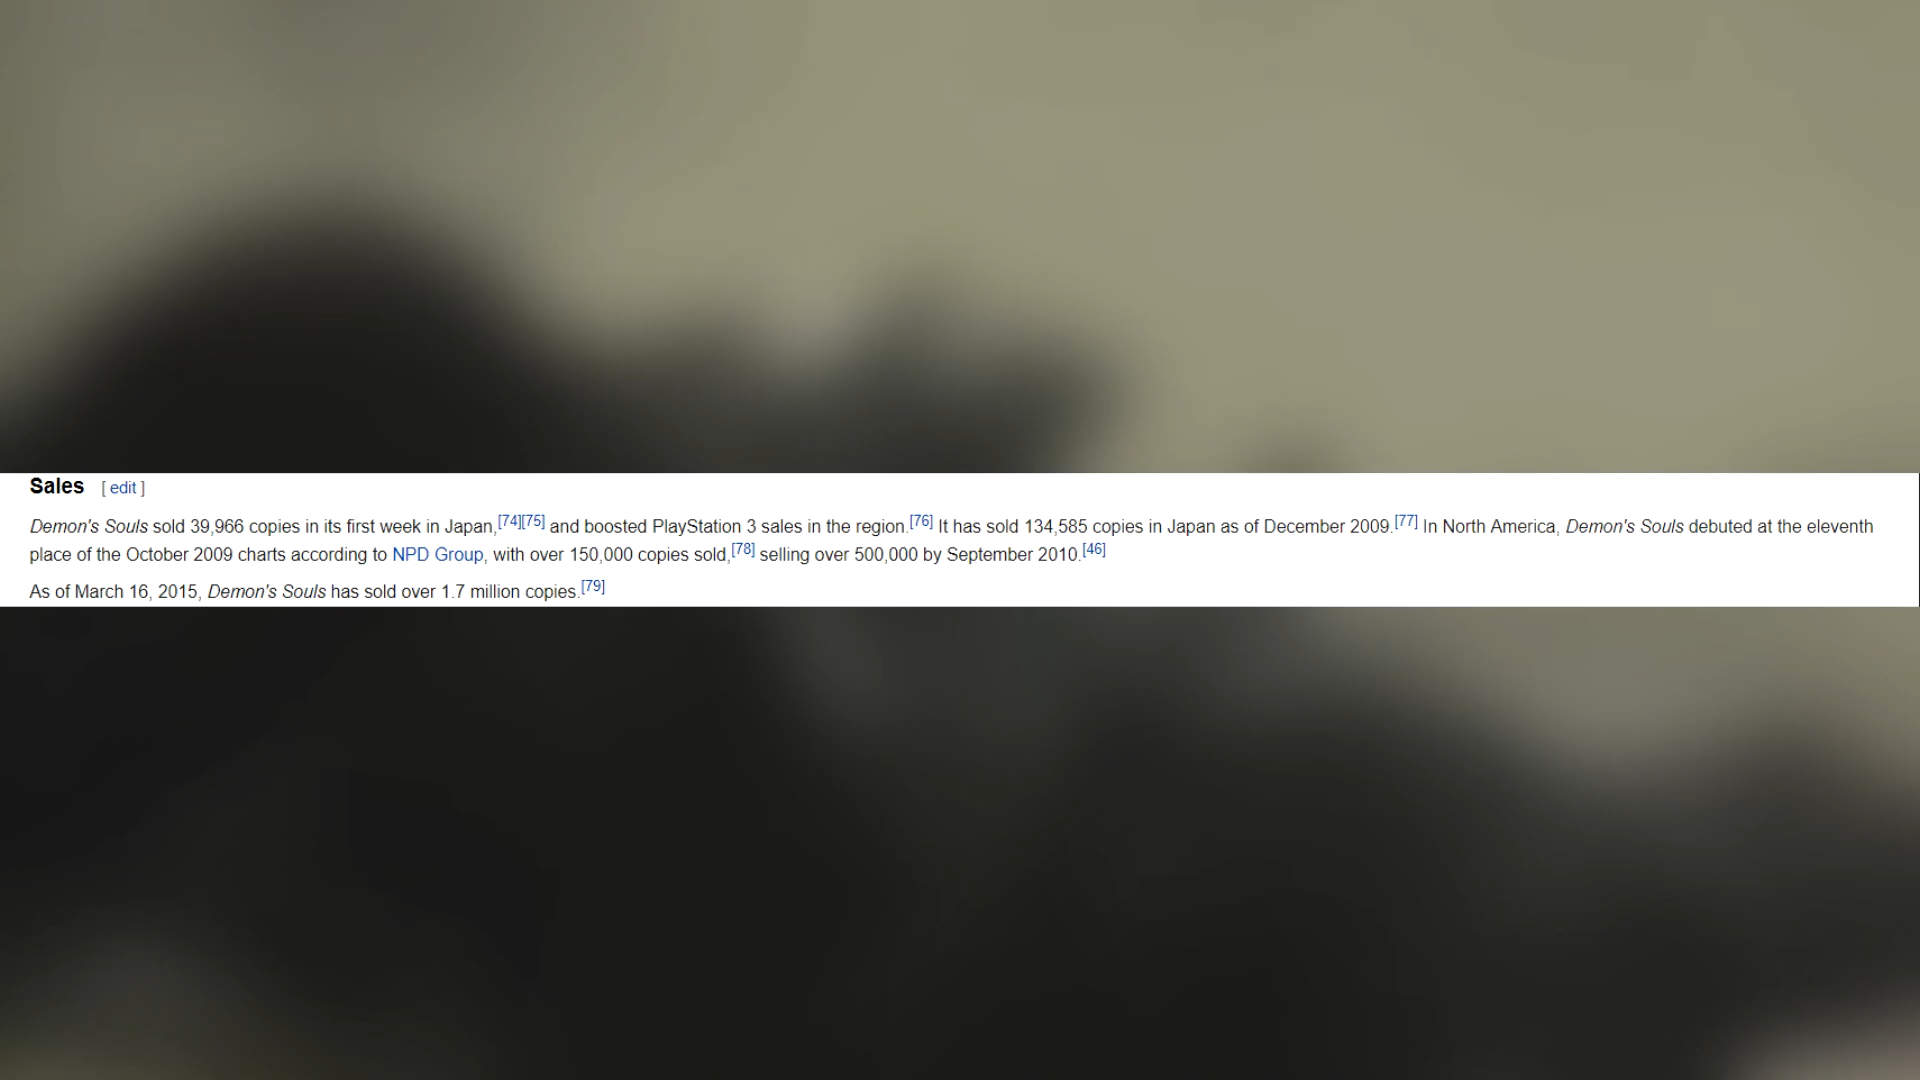 Sales [ edit ]
Demon's Souls sold 39,966 copies in its first week in Japan,[74][75] and boosted PlayStation 3 sales in the region.[76] It has sold 134,585 copies in Japan as of December 2009.[77] In North America, Demon's Souls debuted at the eleventh
place of the October 2009 charts according to NPD Group, with over 150,000 copies sold,[78] selling over 500,000 by September 2010.[46]
As of March 16, 2015, Demon's Souls has sold over 1.7 million copies.[79]